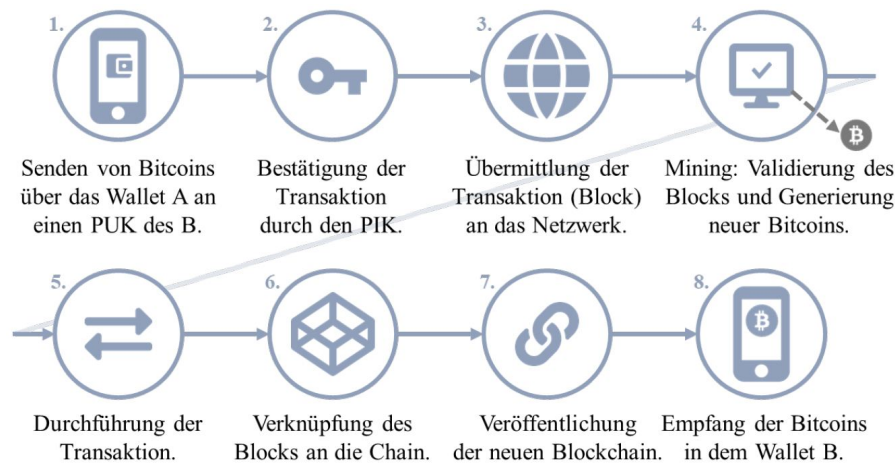 1.
2.
3.
4.
Senden von Bitcoins
über das Wallet A an
einen PUK des B.
Bestätigung der
Transaktion
durch den PIK.
Übermittlung der
Transaktion (Block)
an das Netzwerk.
Mining: Validierung des
Blocks und Generierung
neuer Bitcoins.
5.
6.
7.
8.
Durchführung der
Transaktion.
Verknüpfung des
Blocks an die Chain.
Veröffentlichung
der neuen Blockchain.
Empfang der Bitcoins
in dem Wallet B.